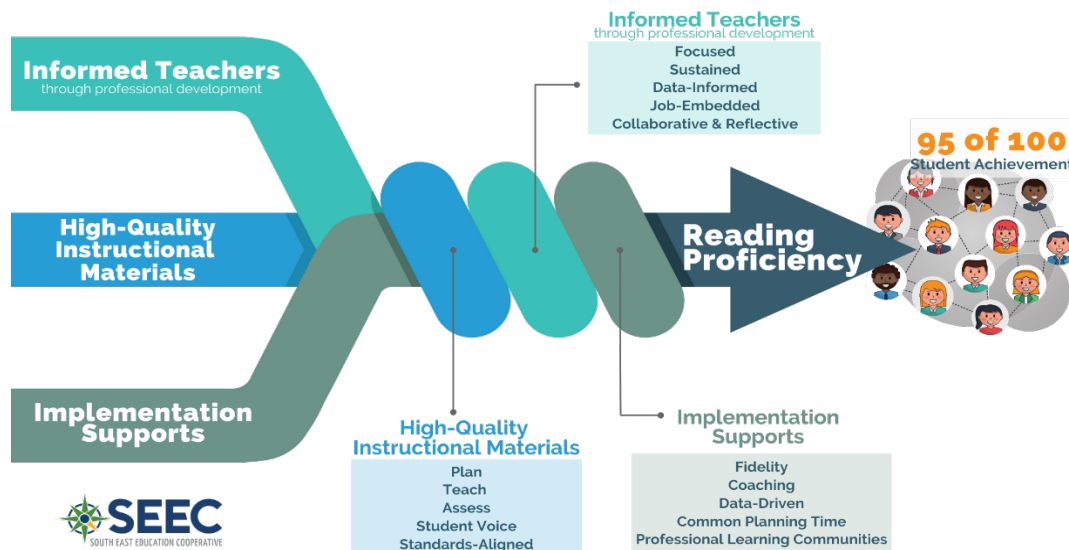 Informed Teachers
through professional development
High-Quality
Instructional
Materials
Implementation
Supports
Informed Teachers
through professional development
Focused
Sustained
Data-Informed
Job-Embedded
Collaborative & Reflective
Reading
Proficiency
95 of 100
Student Achievement
High-Quality
Instructional Materials
Plan
Teach
Assess
Student Voice
Standards-Aligned
Implementation
Supports
Fidelity
Coaching
Data-Driven
Common Planning Time
Professional Learning Communities
SEEC
SOUTH EAST EDUCATION COOPERATIVE